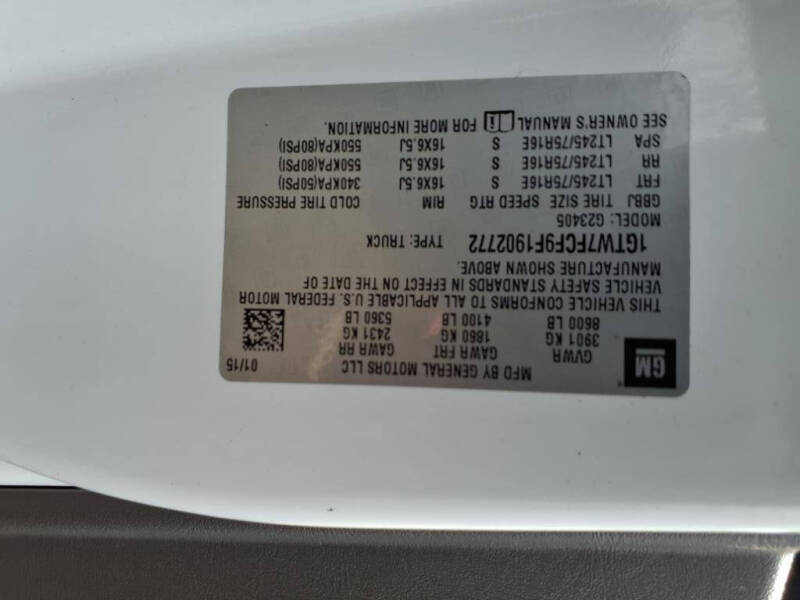 MFD BY GENERAL MOTORS LLC 01/15
GM
GVWR GAWR FRT GAWR RR
3901 KG 1860 KG 2431 KG
8600 LB 4100 LB 5360 LB
THIS VEHICLE CONFORMS TO ALL APPLICABLE U.S. FEDERAL MOTOR
VEHICLE SAFETY STANDARDS IN EFFECT ON THE DATE OF
MANUFACTURE SHOWN ABOVE.
1GTW7FCF9F1902772 TYPE: TRUCK
MODEL: G23405
GBBJ TIRE SIZE SPEED RTG RIM COLD TIRE PRESSURE
FRT LT245/75R16E S 16X6.5J 340KPA(50PSI)
RR LT245/75R16E S 16X6.5J 550KPA(80PSI)
SPA LT245/75R16E S 16X6.5J 550KPA(80PSI)
SEE OWNER'S MANUAL i FOR MORE INFORMATION.